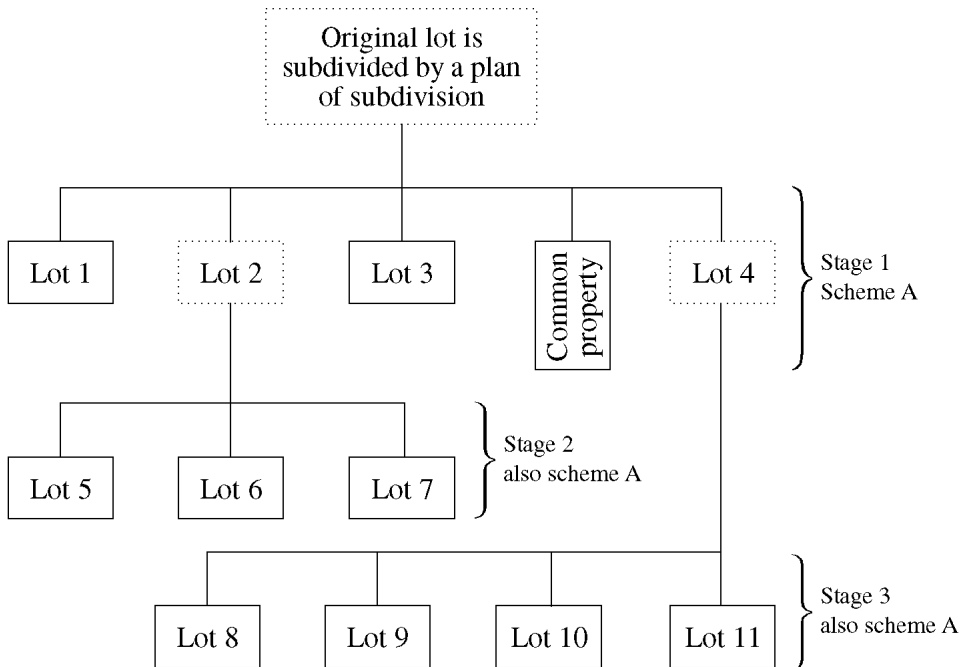 Original lot is
subdivided by a plan
of subdivision
Lot 1
Lot 2
Lot 3
Common
property
Lot 4
Stage 1
Scheme A
Lot 5
Lot 6
Lot 7
Stage 2
also scheme A
Lot 8
Lot 9
Lot 10
Lot 11
Stage 3
also scheme A